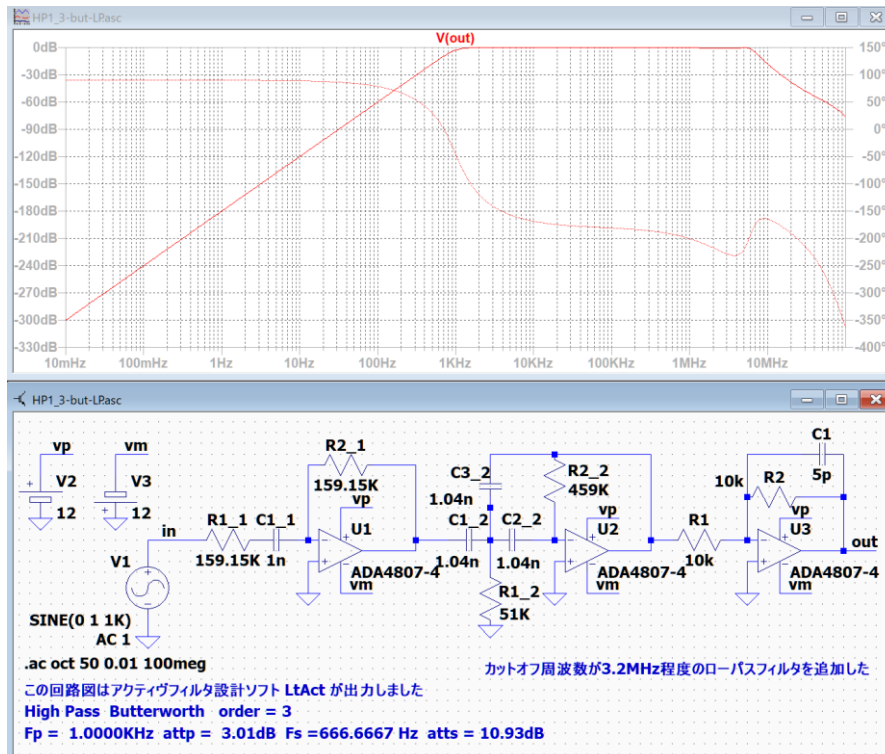 HP1_3-but-LP.asc
V(out)
0dB
-30dB
-60dB
-90dB
-120dB
-150dB
-180dB
-210dB
-240dB
-270dB
-300dB
-330dB
150°
100°
50°
0°
-50°
-100°
-150°
-200°
-250°
-300°
-350°
-400°
10mHz 100mHz 1Hz 10Hz 100Hz 1KHz 10KHz 100KHz 1MHz 10MHz
HP1_3-but-LP.asc
vp
V2
12
vm
V3
12
in
V1
SINE(0 1 1K)
AC 1
R1_1
159.15K
C1_1
1n
R2_1
159.15K
vp
U1
ADA4807-4
vm
C3_2
1.04n
C1_2
1.04n
C2_2
1.04n
R1_2
51K
R2_2
459K
vp
U2
ADA4807-4
vm
R1
10k
10k
R2
C1
5p
vp
U3
ADA4807-4
vm
out
.ac oct 50 0.01 100meg
カットオフ周波数が3.2MHz程度のローパスフィルタを追加した
この回路図はアクティヴフィルタ設計ソフト LtAct が出力しました
High Pass Butterworth order = 3
Fp = 1.0000KHz attp = 3.01dB Fs =666.6667 Hz atts = 10.93dB